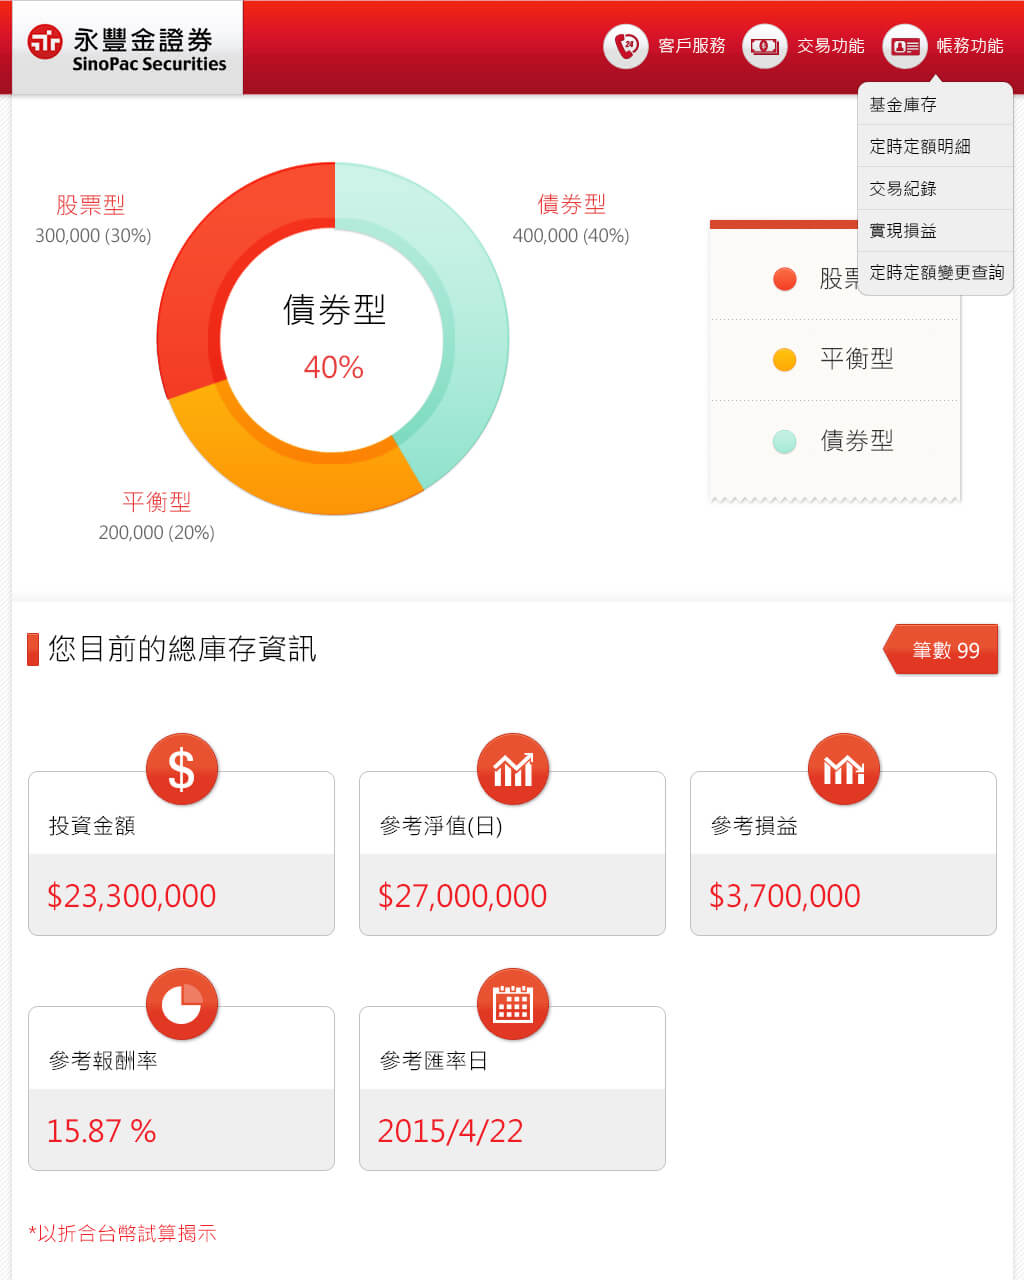 永豐金證券
SinoPac Securities
24
客戶服務
交易功能
帳務功能
基金庫存
定時定額明細
交易紀錄
實現損益
定時定額變更查詢
股票型
300,000 (30%)
債券型
400,000 (40%)
債券型
40%
平衡型
200,000 (20%)
股票
平衡型
債券型
您目前的總庫存資訊
筆數 99
$
投資金額
$23,300,000
參考淨值(日)
$27,000,000
參考損益
$3,700,000
參考報酬率
15.87 %
參考匯率日
2015/4/22
*以折合台幣試算揭示